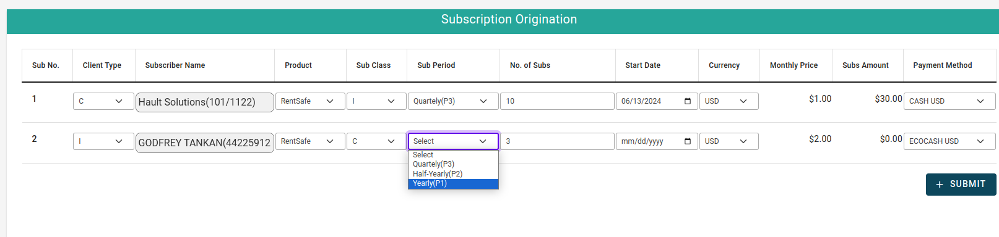 Subscription Origination
Sub No. Client Type Subscriber Name Product Sub Class Sub Period No. of Subs Start Date Currency Monthly Price Subs Amount Payment Method
1 C Hault Solutions(101/1122) RentSafe I Quartely(P3) 10 06/13/2024 USD $1.00 $30.00 CASH USD
2 I GODFREY TANKAN(44225912 RentSafe C Select 3 mm/dd/yyyy USD $2.00 $0.00 ECOCASH USD
Select
Quartely(P3)
Half-Yearly(P2)
Yearly(P1)
+ SUBMIT